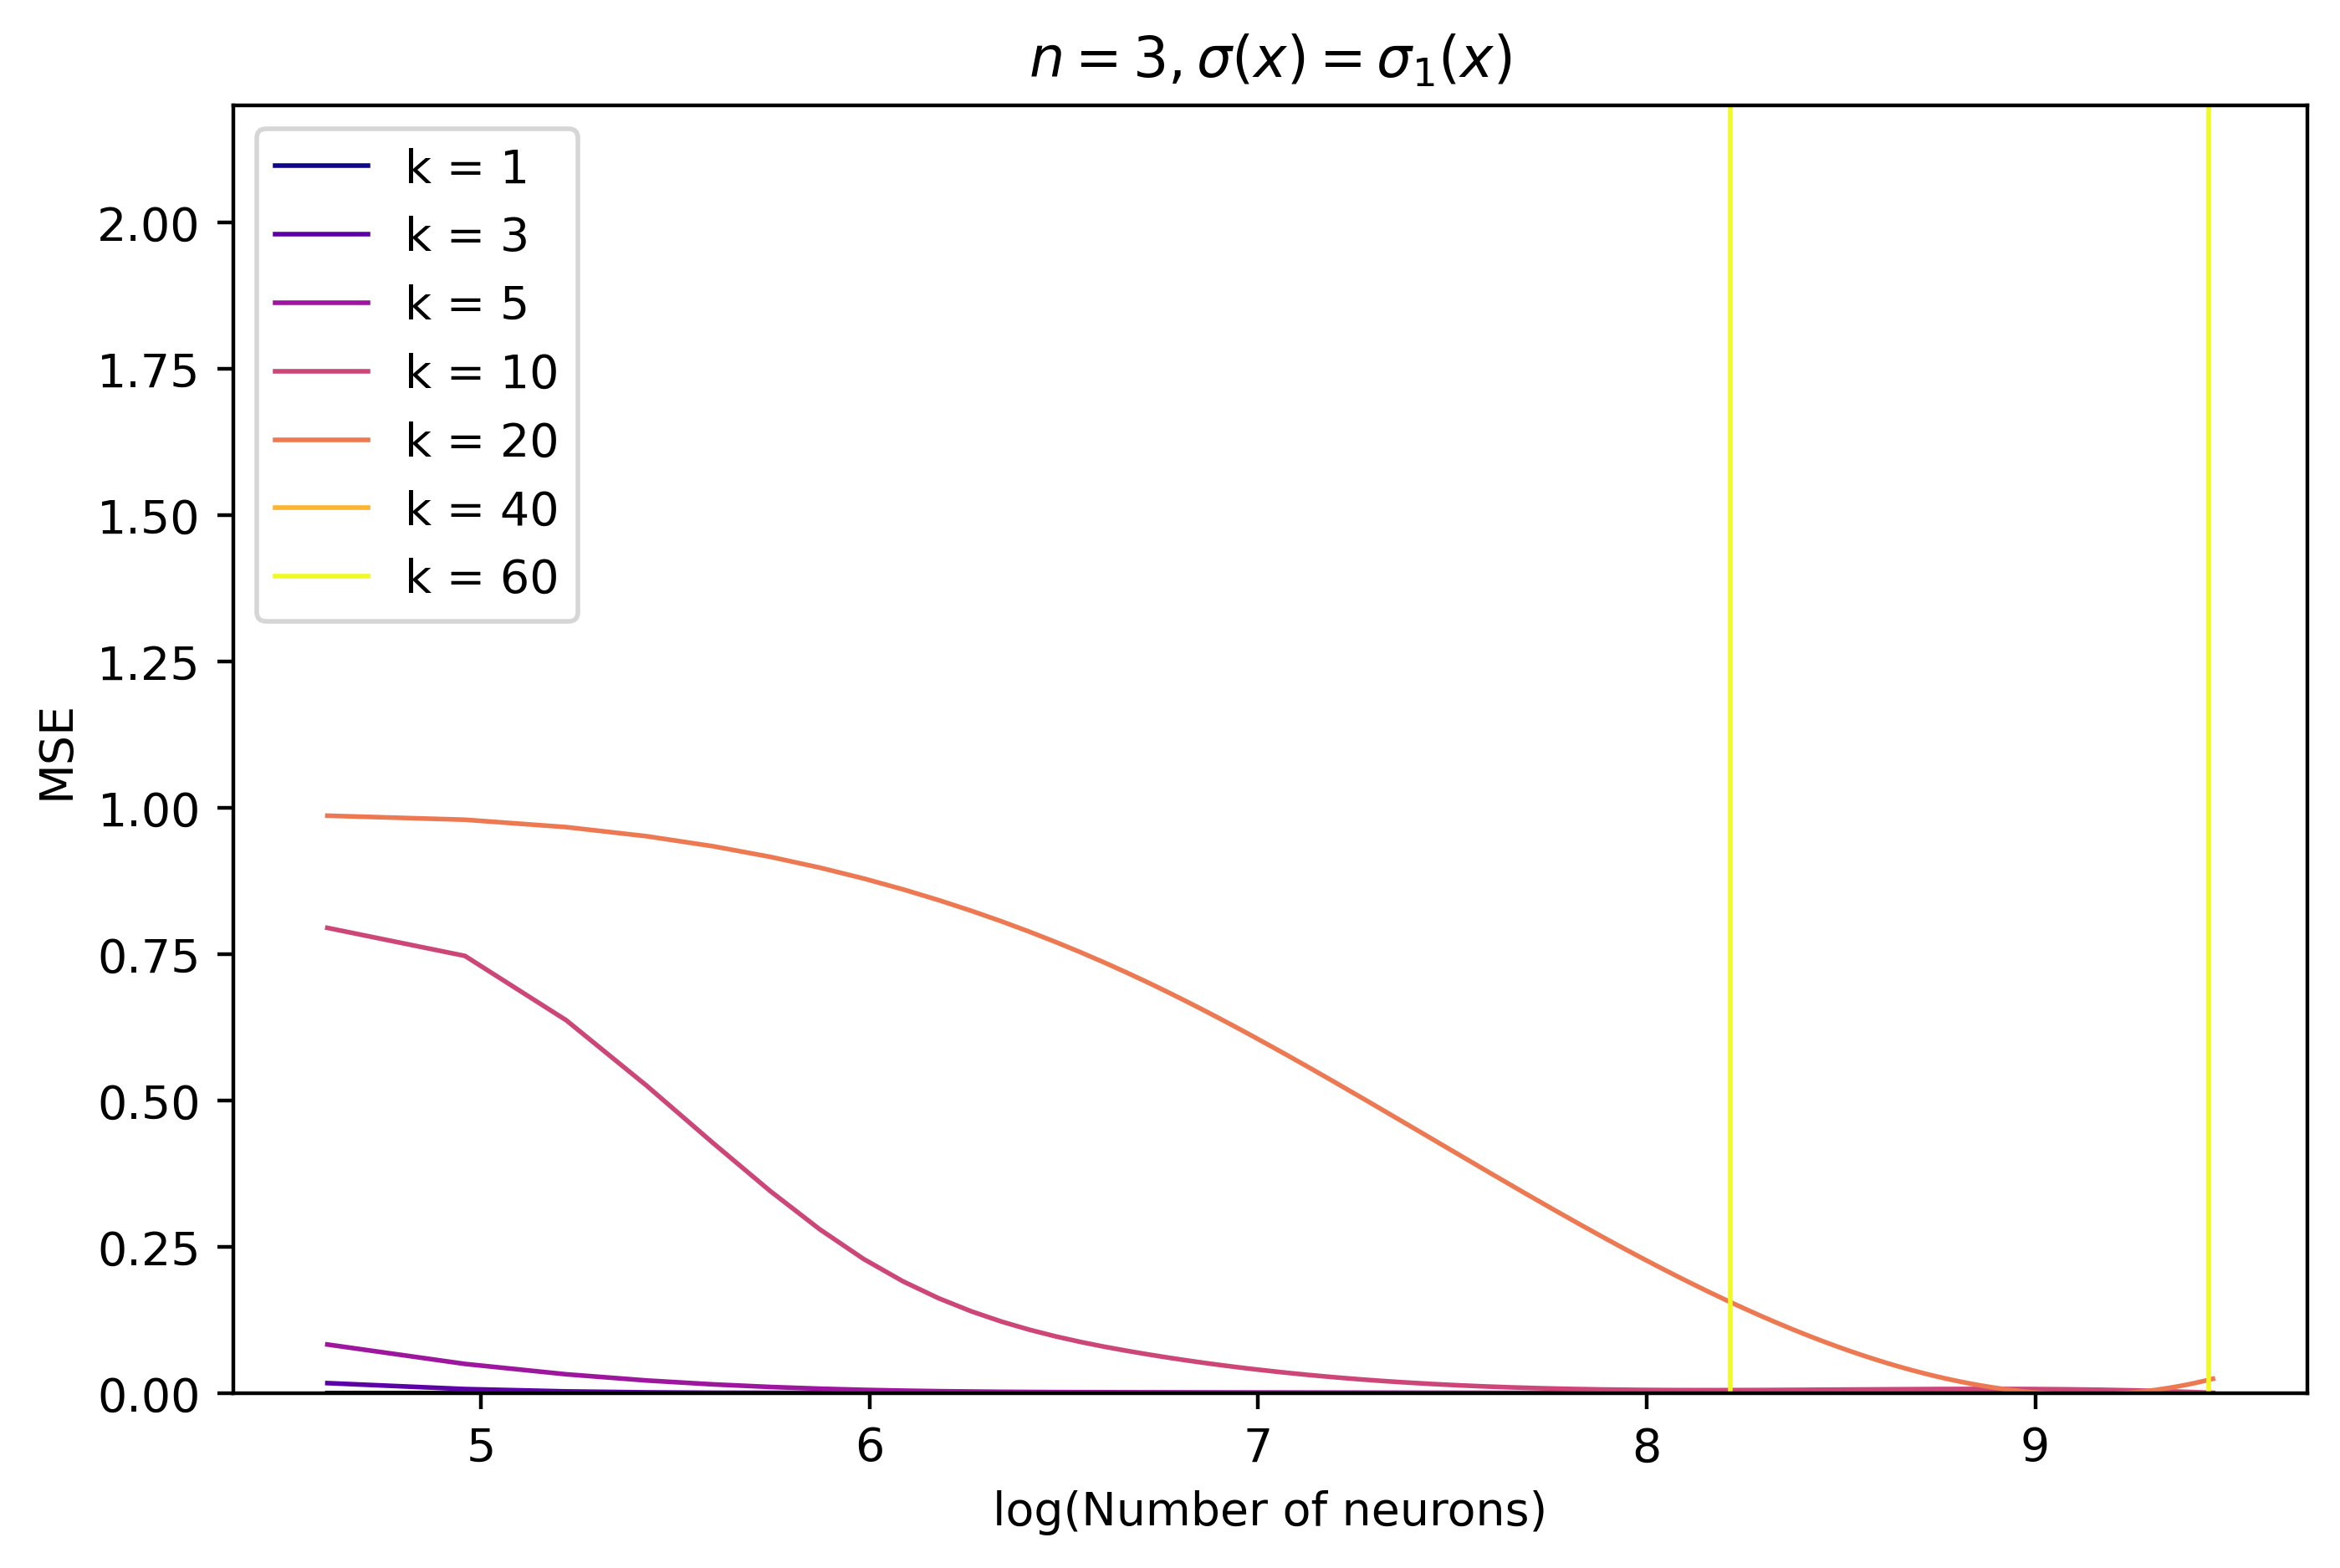 n = 3, σ(x) = σ₁(x)
k = 1
k = 3
k = 5
k = 10
k = 20
k = 40
k = 60
2.00
1.75
1.50
1.25
1.00
0.75
0.50
0.25
0.00
MSE
5 6 7 8 9
log(Number of neurons)